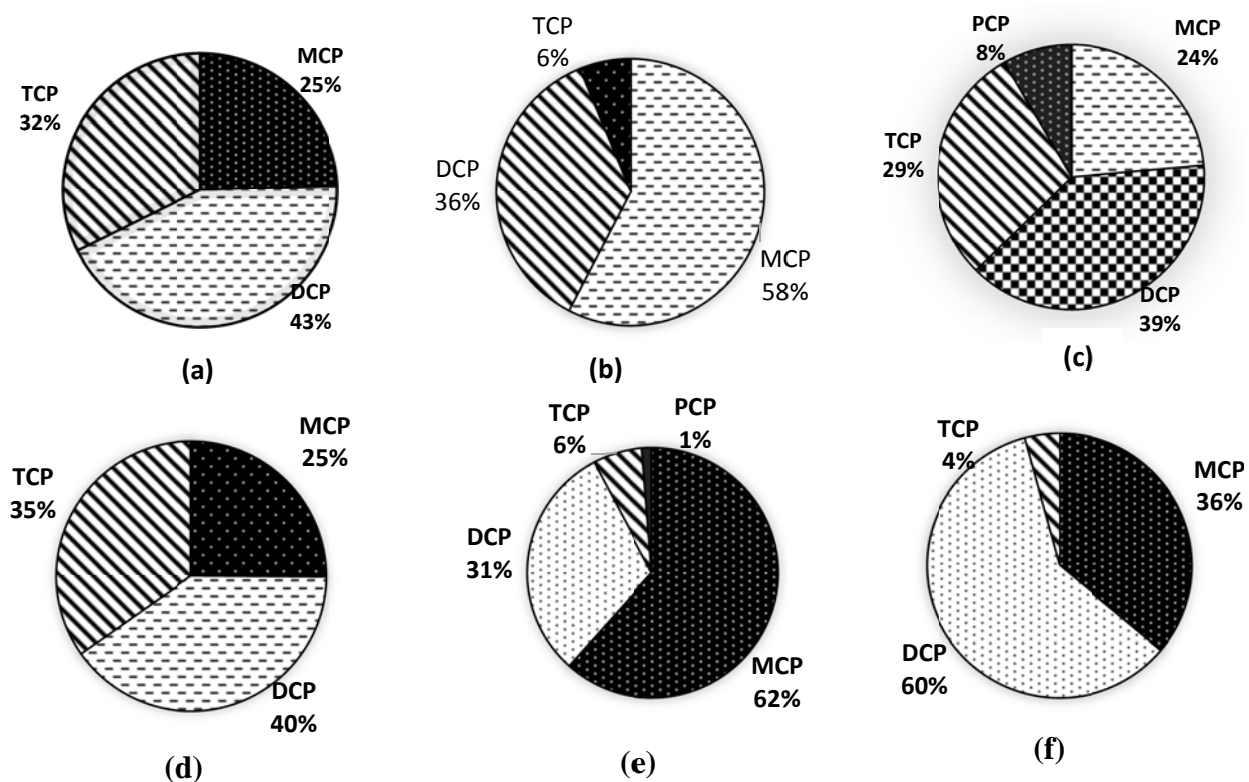 MCP
25%
TCP
32%
DCP
43%
(a)
TCP
6%
DCP
36%
MCP
58%
(b)
PCP
8%
MCP
24%
TCP
29%
DCP
39%
(c)
MCP
25%
TCP
35%
DCP
40%
(d)
TCP
6%
PCP
1%
DCP
31%
MCP
62%
(e)
TCP
4%
MCP
36%
DCP
60%
(f)